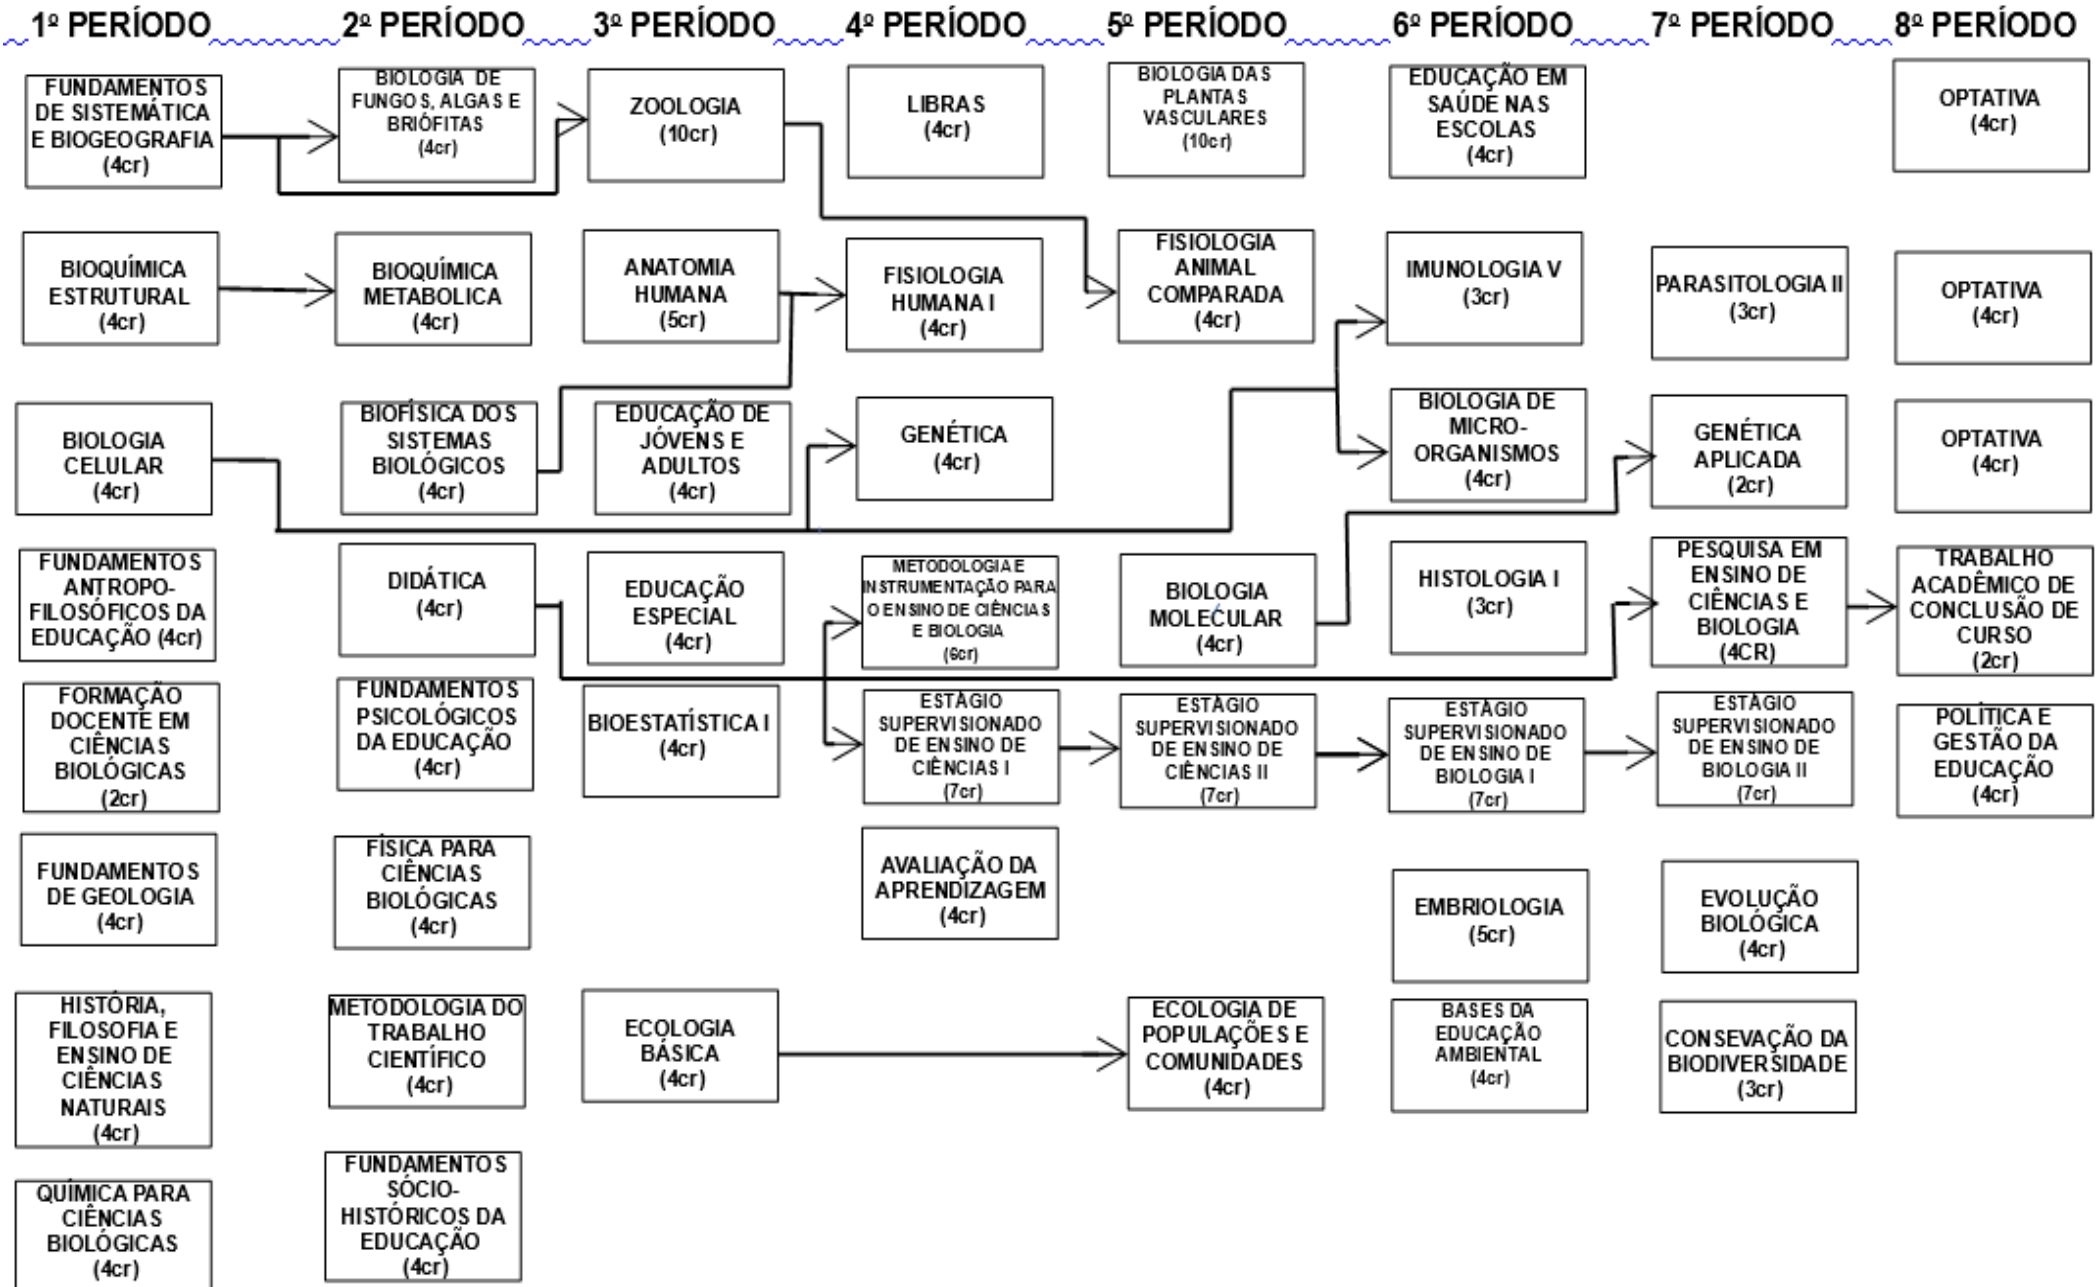 1º PERÍODO
2º PERÍODO
3º PERÍODO
4º PERÍODO
5º PERÍODO
6º PERÍODO
7º PERÍODO
8º PERÍODO
FUNDAMENTOS
DE SISTEMÁTICA
E BIOGEOGRAFIA
(4cr)
BIOQUÍMICA
ESTRUTURAL
(4cr)
BIOLOGIA
CELULAR
(4cr)
FUNDAMENTOS
ANTROPO-
FILOSÓFICOS DA
EDUCAÇÃO (4cr)
FORMAÇÃO
DOCENTE EM
CIÊNCIAS
BIOLÓGICAS
(2cr)
FUNDAMENTOS
DE GEOLOGIA
(4cr)
HISTÓRIA,
FILOSOFIA E
ENSINO DE
CIÊNCIAS
NATURAIS
(4cr)
QUÍMICA PARA
CIÊNCIAS
BIOLÓGICAS
(4cr)
BIOLOGIA DE
FUNGOS, ALGAS E
BRIÓFITAS
(4cr)
BIOQUÍMICA
METABOLICA
(4cr)
BIOFÍSICA DOS
SISTEMAS
BIOLÓGICOS
(4cr)
DIDÁTICA
(4cr)
FUNDAMENTOS
PSICOLÓGICOS
DA EDUCAÇÃO
(4cr)
FÍSICA PARA
CIÊNCIAS
BIOLÓGICAS
(4cr)
METODOLOGIA DO
TRABALHO
CIENTÍFICO
(4cr)
FUNDAMENTOS
SÓCIO-
HISTÓRICOS DA
EDUCAÇÃO
(4cr)
ZOOLOGIA
(10cr)
ANATOMIA
HUMANA
(5cr)
EDUCAÇÃO DE
JÓVENS E
ADULTOS
(4cr)
EDUCAÇÃO
ESPECIAL
(4cr)
BIOESTATÍSTICA I
(4cr)
ECOLOGIA
BÁSICA
(4cr)
LIBRAS
(4cr)
FISIOLOGIA
HUMANA I
(4cr)
GENÉTICA
(4cr)
METODOLOGIA E
INSTRUMENTAÇÃO PARA
O ENSINO DE CIÊNCIAS
E BIOLOGIA
(6cr)
ESTÁGIO
SUPERVISIONADO
DE ENSINO DE
CIÊNCIAS I
(7cr)
AVALIAÇÃO DA
APRENDIZAGEM
(4cr)
BIOLOGIA DAS
PLANTAS
VASCULARES
(10cr)
FISIOLOGIA
ANIMAL
COMPARADA
(4cr)
BIOLOGIA
MOLECULAR
(4cr)
ESTÁGIO
SUPERVISIONADO
DE ENSINO DE
CIÊNCIAS II
(7cr)
ECOLOGIA DE
POPULAÇÕES E
COMUNIDADES
(4cr)
EDUCAÇÃO EM
SAÚDE NAS
ESCOLAS
(4cr)
IMUNOLOGIA V
(3cr)
BIOLOGIA DE
MICRO-
ORGANISMOS
(4cr)
HISTOLOGIA I
(3cr)
ESTÁGIO
SUPERVISIONADO
DE ENSINO DE
BIOLOGIA I
(7cr)
EMBRIOLOGIA
(5cr)
BASES DA
EDUCAÇÃO
AMBIENTAL
(4cr)
PARASITOLOGIA II
(3cr)
GENÉTICA
APLICADA
(2cr)
PESQUISA EM
ENSINO DE
CIÊNCIAS E
BIOLOGIA
(4CR)
ESTÁGIO
SUPERVISIONADO
DE ENSINO DE
BIOLOGIA II
(7cr)
EVOLUÇÃO
BIOLÓGICA
(4cr)
CONSEVAÇÃO DA
BIODIVERSIDADE
(3cr)
OPTATIVA
(4cr)
OPTATIVA
(4cr)
OPTATIVA
(4cr)
TRABALHO
ACADÊMICO DE
CONCLUSÃO DE
CURSO
(2cr)
POLÍTICA E
GESTÃO DA
EDUCAÇÃO
(4cr)